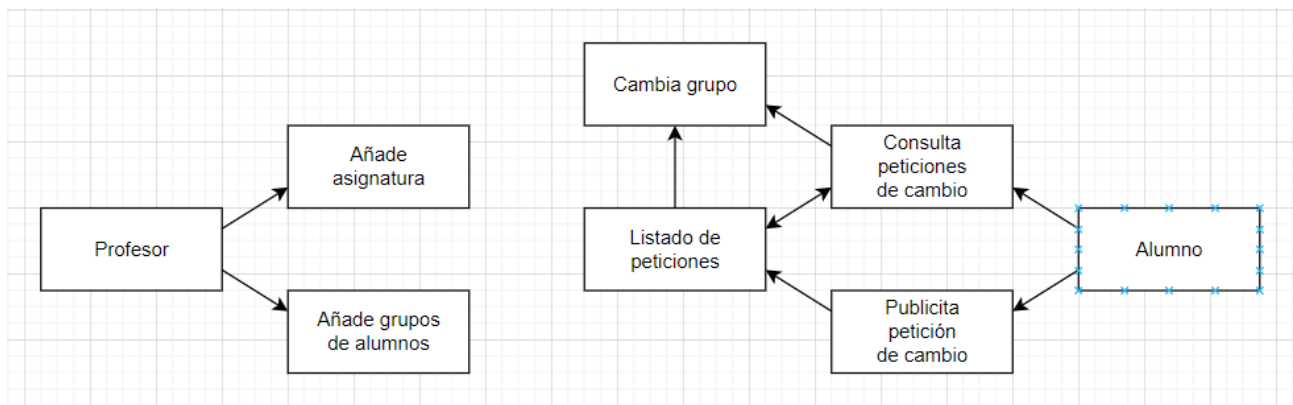 Cambia grupo
Añade
asignatura
Consulta
peticiones
de cambio
Profesor
Listado de
peticiones
Alumno
Añade grupos
de alumnos
Publicita
petición
de cambio